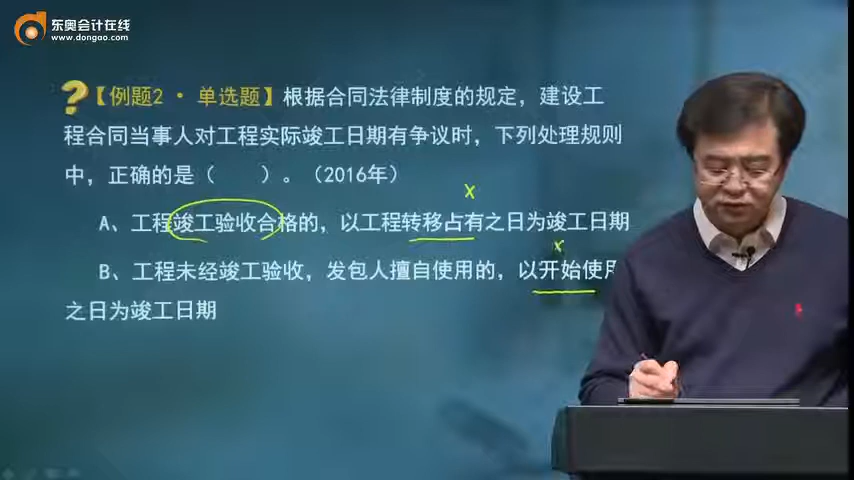 东奥会计在线
www.dongao.com
【例题2 · 单选题】根据合同法律制度的规定，建设工
程合同当事人对工程实际竣工日期有争议时，下列处理规则
中，正确的是（ ）。（2016年）
A、工程竣工验收合格的，以工程转移占有之日为竣工日期
B、工程未经竣工验收，发包人擅自使用的，以开始使用
之日为竣工日期